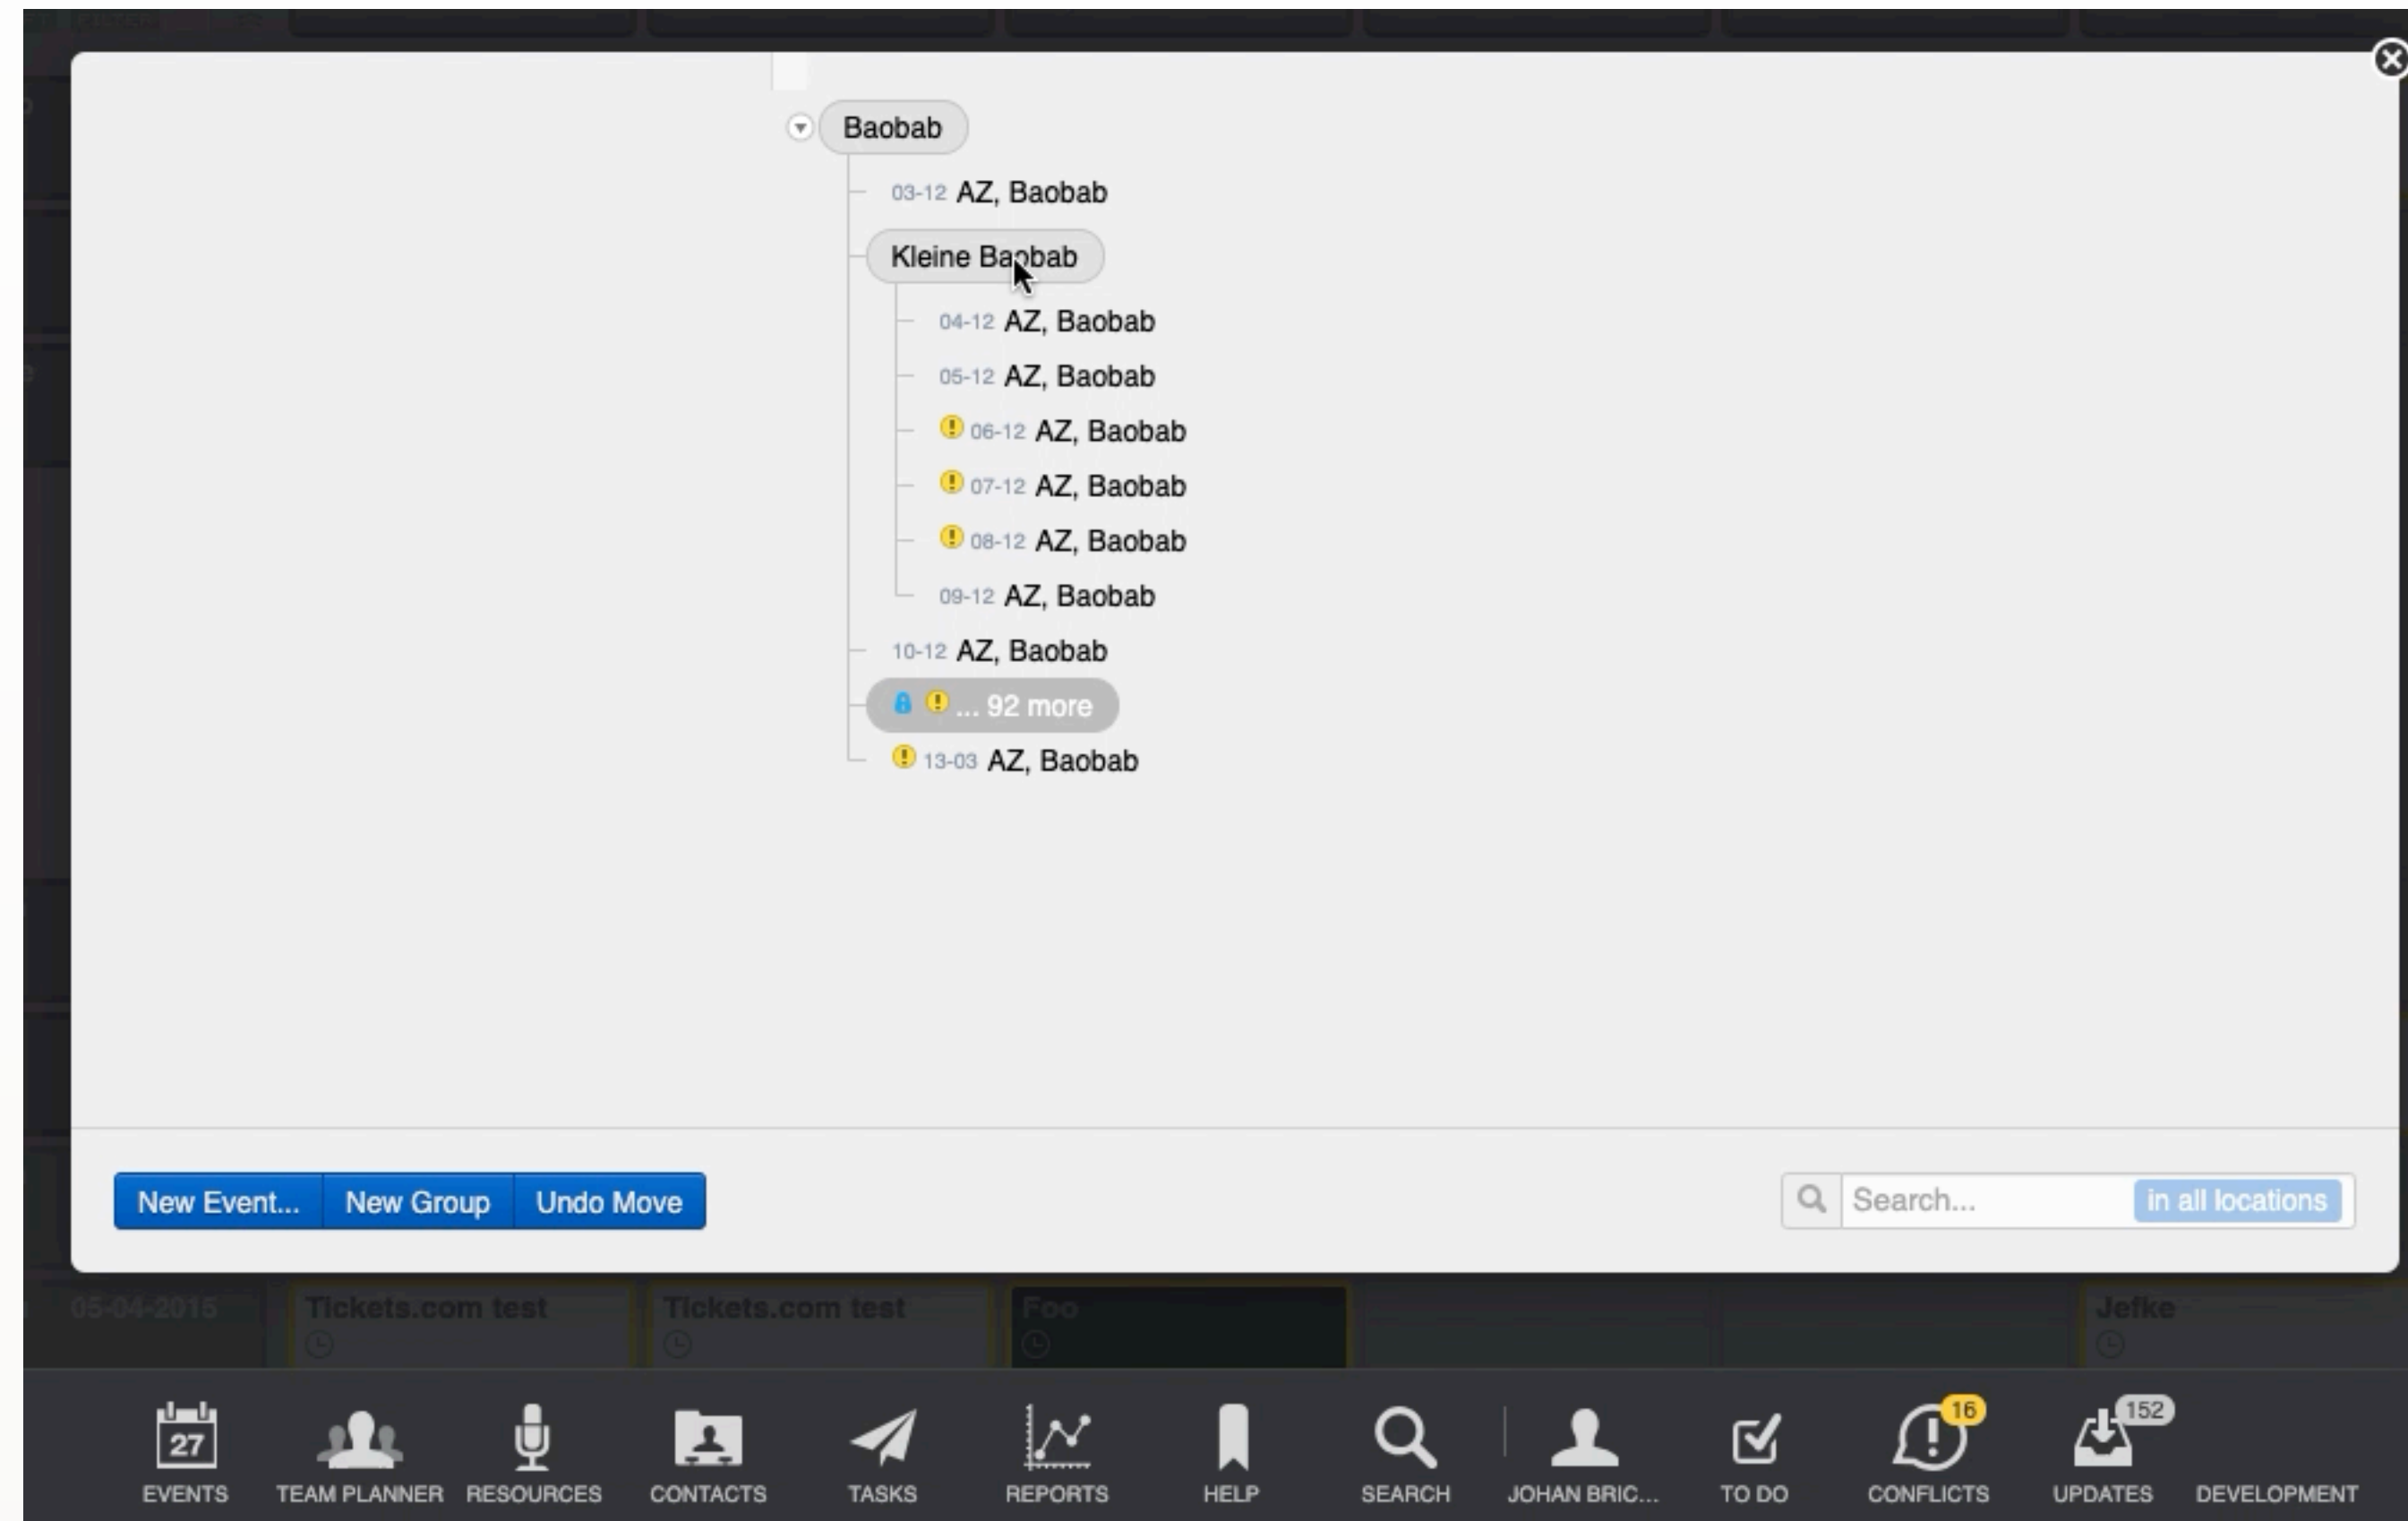 Baobab
03-12 AZ, Baobab
Kleine Baobab
04-12 AZ, Baobab
05-12 AZ, Baobab
06-12 AZ, Baobab
07-12 AZ, Baobab
08-12 AZ, Baobab
09-12 AZ, Baobab
10-12 AZ, Baobab
... 92 more
13-03 AZ, Baobab
New Event... New Group Undo Move
Search... in all locations
05-04-2015 Tickets.com test Tickets.com test Foo Jefke
27 16 152
EVENTS TEAM PLANNER RESOURCES CONTACTS TASKS REPORTS HELP SEARCH JOHAN BRIC... TO DO CONFLICTS UPDATES DEVELOPMENT